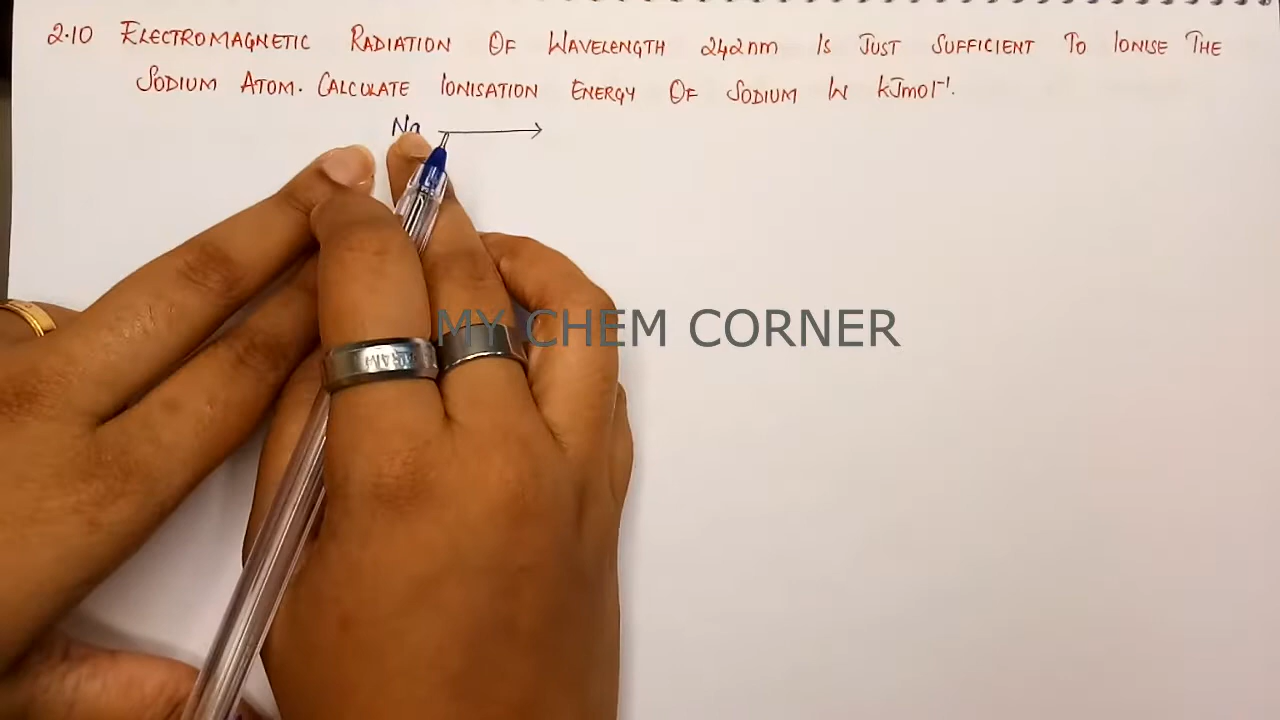 2.10 ELECTROMAGNETIC RADIATION OF WAVELENGTH 242nm IS JUST SUFFICIENT TO IONISE THE
SODIUM ATOM. CALCULATE IONISATION ENERGY OF SODIUM IN kJmol⁻¹.
Na →
MY CHEM CORNER